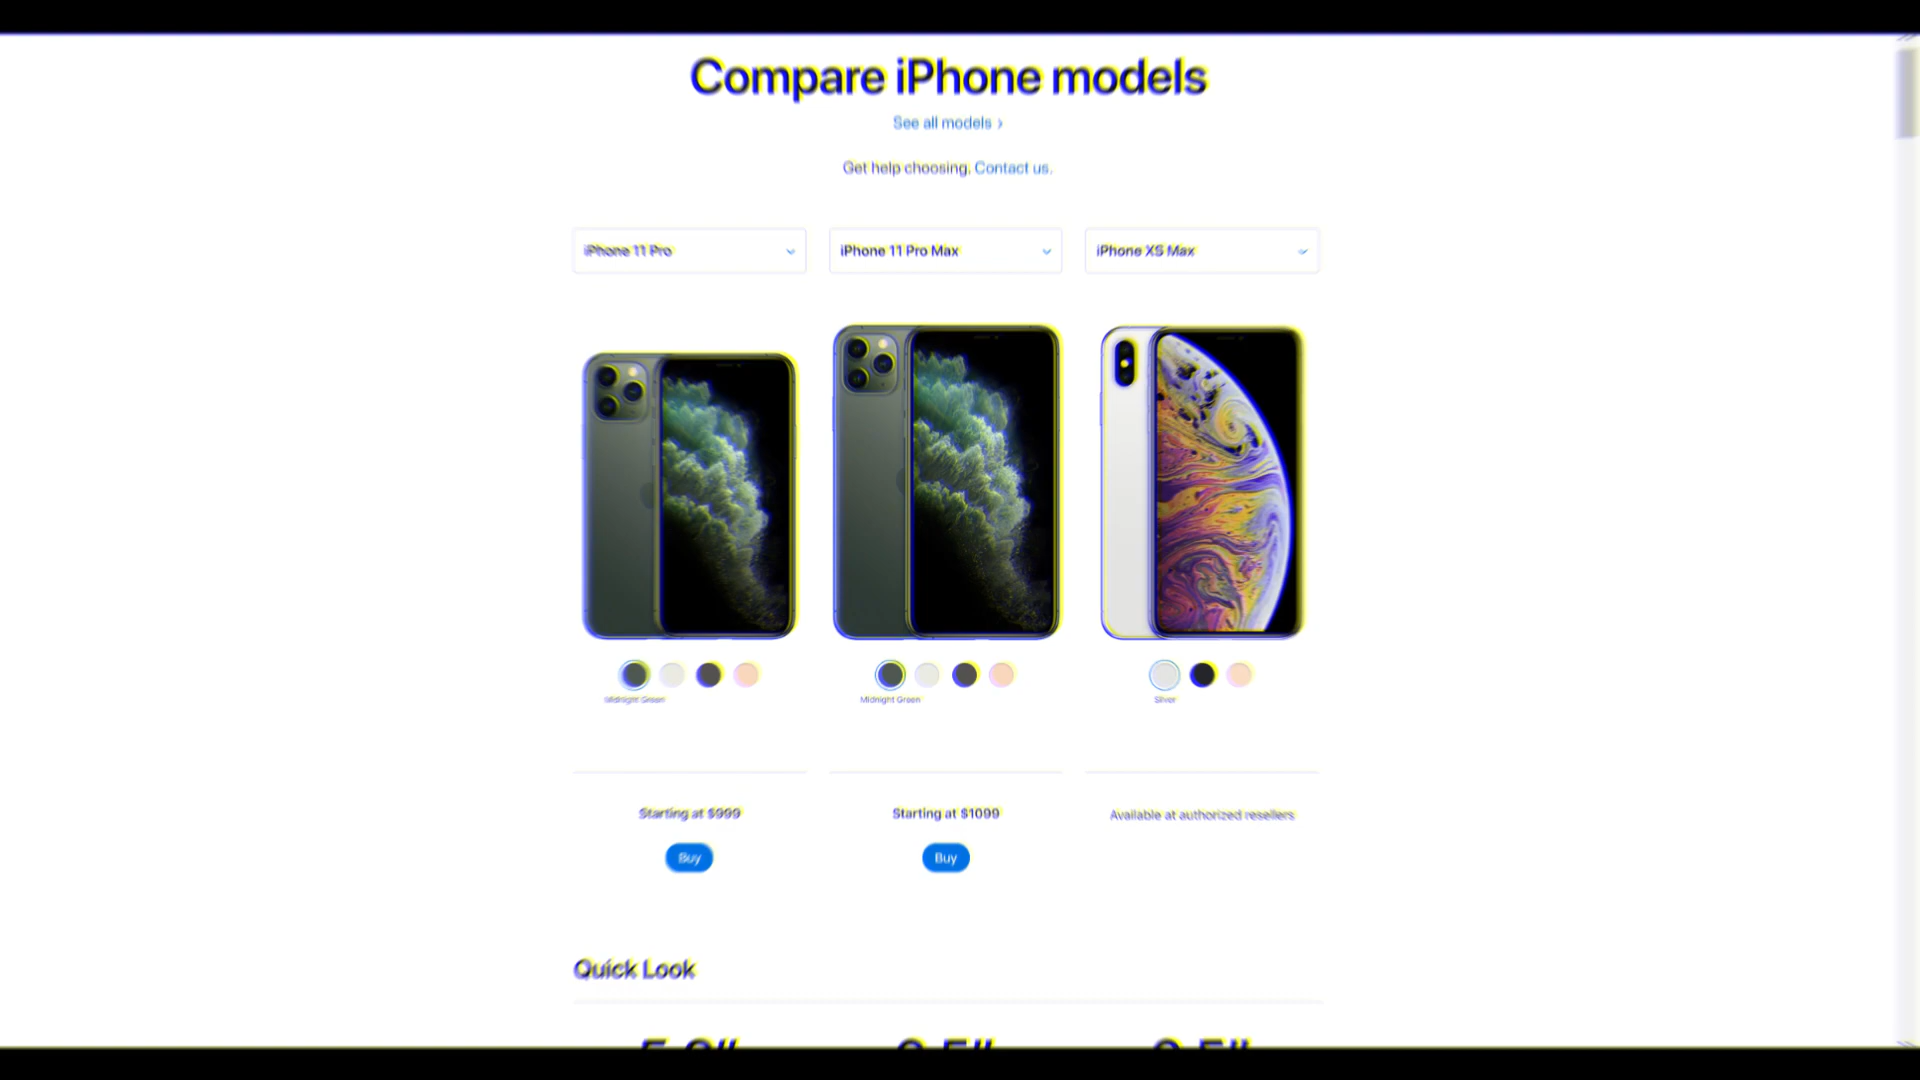 Compare iPhone models
See all models ›
Get help choosing. Contact us.
iPhone 11 Pro
iPhone 11 Pro Max
iPhone XS Max
Midnight Green
Midnight Green
Silver
Starting at $999
Starting at $1099
Available at authorized resellers
Buy
Buy
Quick Look